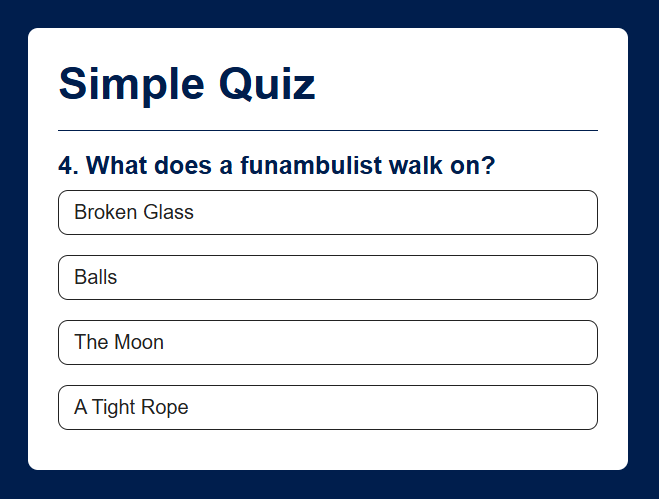 Simple Quiz
4. What does a funambulist walk on?
Broken Glass
Balls
The Moon
A Tight Rope